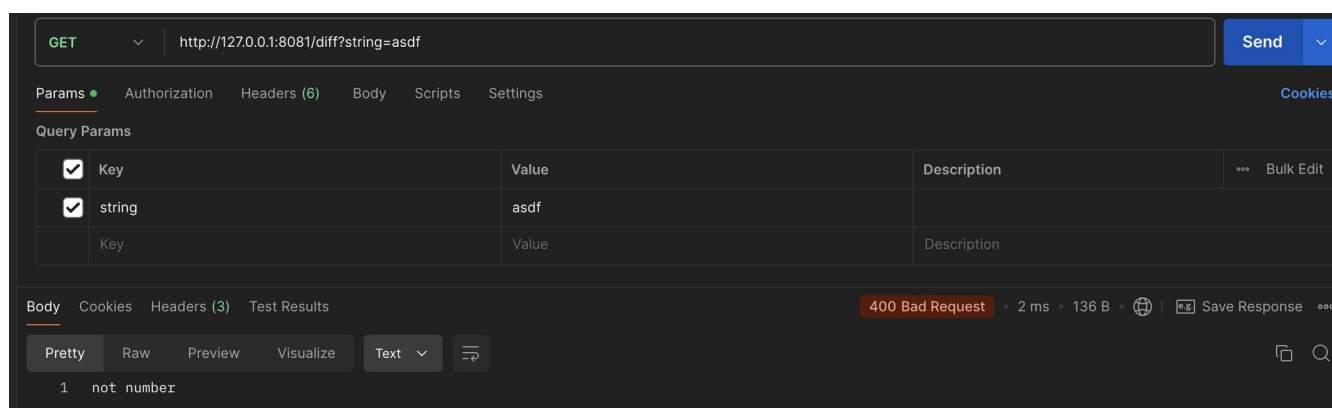 GET http://127.0.0.1:8081/diff?string=asdf Send
Params Authorization Headers (6) Body Scripts Settings Cookies
Query Params
Key Value Description Bulk Edit
string asdf
Key Value Description
Body Cookies Headers (3) Test Results 400 Bad Request 2 ms 136 B e.g. Save Response
Pretty Raw Preview Visualize Text
1 not number